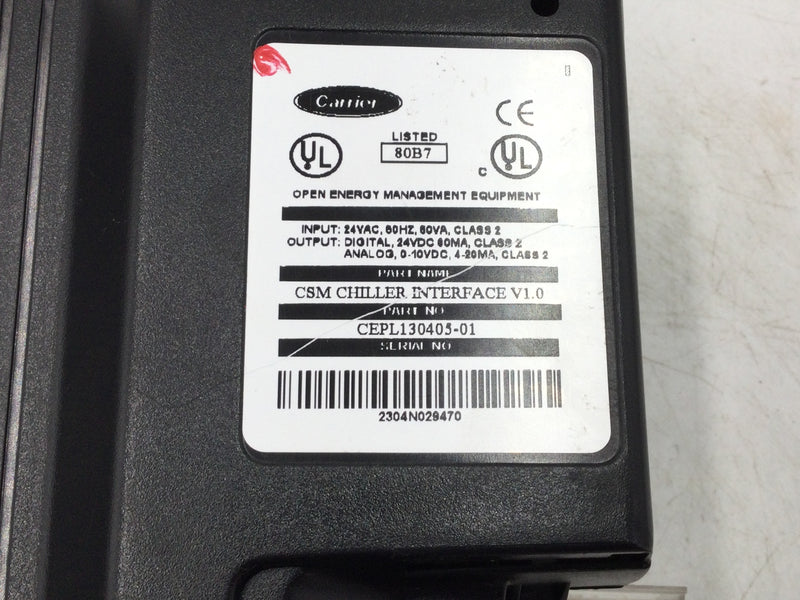 Carrier
CE
LISTED
80B7
UL
C UL
OPEN ENERGY MANAGEMENT EQUIPMENT
INPUT: 24VAC, 60HZ, 60VA, CLASS 2
OUTPUT: DIGITAL, 24VDC 60MA, CLASS 2
ANALOG, 0-10VDC, 4-20MA, CLASS 2
PART NAME
CSM CHILLER INTERFACE V1.0
PART NO
CEPL130405-01
SERIAL NO
2304N029470